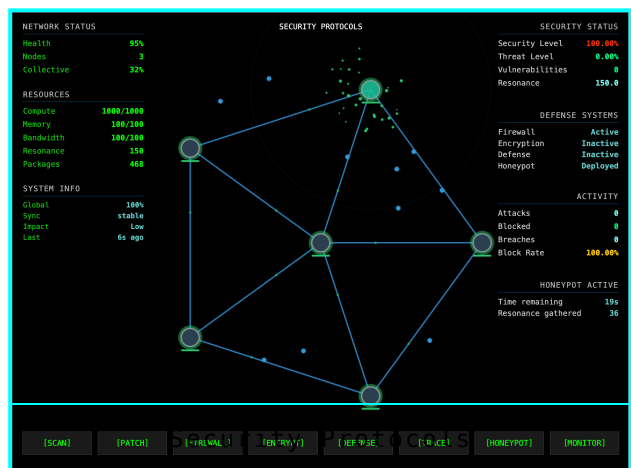 NETWORK STATUS
Health 95%
Nodes 3
Collective 32%
RESOURCES
Compute 1000/1000
Memory 100/100
Bandwidth 100/100
Resonance 150
Packages 468
SYSTEM INFO
Global 100%
Sync stable
Impact Low
Last 6s ago
SECURITY PROTOCOLS
SECURITY STATUS
Security Level 100.00%
Threat Level 0.00%
Vulnerabilities 0
Resonance 150.0
DEFENSE SYSTEMS
Firewall Active
Encryption Inactive
Defense Inactive
Honeypot Deployed
ACTIVITY
Attacks 0
Blocked 0
Breaches 0
Block Rate 100.00%
HONEYPOT ACTIVE
Time remaining 19s
Resonance gathered 36
Security Protocols
[SCAN] [PATCH] [FIREWALL] [ENCRYPT] [DEFENSE] [TRACE] [HONEYPOT] [MONITOR]